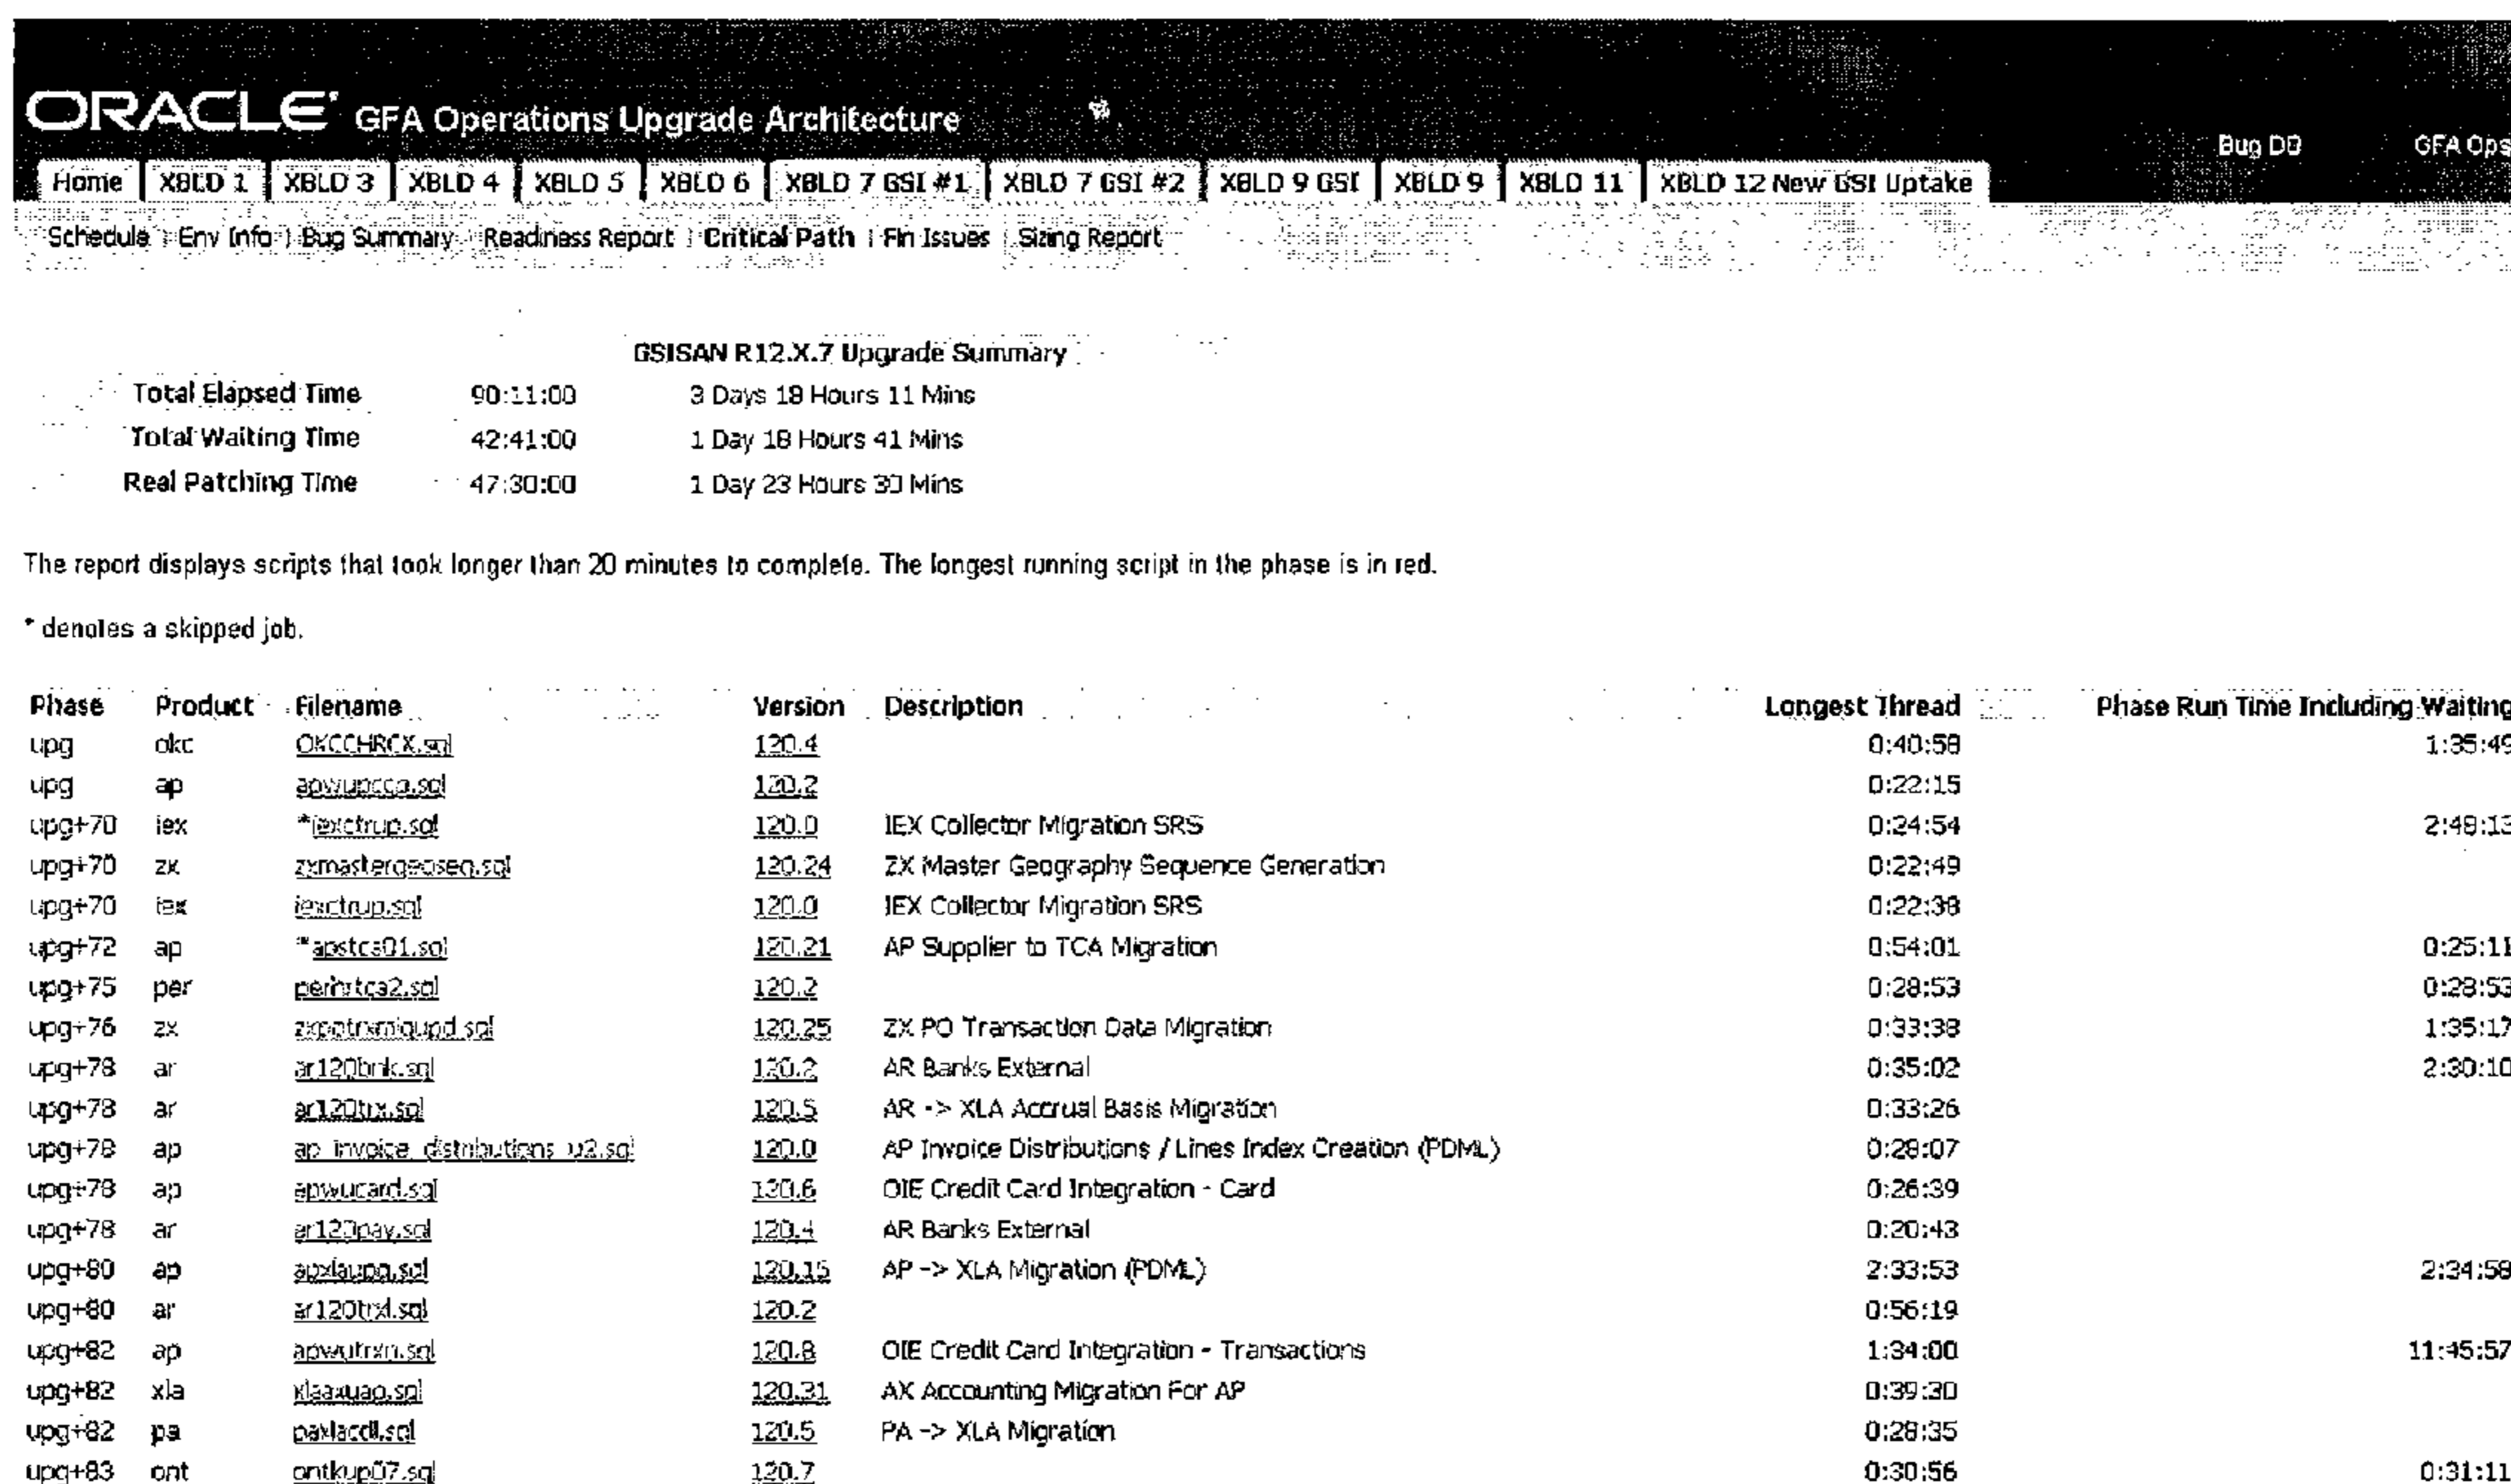 ORACLE GFA Operations Upgrade Architecture
Bug DB GFA Ops
Home XBLD 1 XBLD 3 XBLD 4 XBLD 5 XBLD 6 XBLD 7 GSI #1 XBLD 7 GSI #2 XBLD 9 GSI XBLD 9 XBLD 11 XBLD 12 New GSI Uptake
Schedule | Env Info | Bug Summary | Readiness Report | Critical Path | Fin Issues | Sizing Report
GSISAN R12.X.7 Upgrade Summary
Total Elapsed Time 90:11:00 3 Days 18 Hours 11 Mins
Total Waiting Time 42:41:00 1 Day 18 Hours 41 Mins
Real Patching Time 47:30:00 1 Day 23 Hours 30 Mins
The report displays scripts that took longer than 20 minutes to complete. The longest running script in the phase is in red.
* denotes a skipped job.
Phase Product Filename Version Description Longest Thread Phase Run Time Including Waiting
upg okc OKCCHRCX.sql 120.4 0:40:58 1:35:49
upg ap apwupcca.sql 120.2 0:22:15
upg+70 iex *iexctrup.sql 120.0 IEX Collector Migration SRS 0:24:54 2:48:13
upg+70 zx zxmastergeoseq.sql 120.24 ZX Master Geography Sequence Generation 0:22:49
upg+70 iex iexctrup.sql 120.0 IEX Collector Migration SRS 0:22:38
upg+72 ap *apstca01.sql 120.21 AP Supplier to TCA Migration 0:54:01 0:25:11
upg+75 per perhrtca2.sql 120.2 0:28:53 0:28:53
upg+76 zx zxpotrxmigupd.sql 120.25 ZX PO Transaction Data Migration 0:33:38 1:35:17
upg+78 ar ar120bnk.sql 120.2 AR Banks External 0:35:02 2:30:10
upg+78 ar ar120trx.sql 120.5 AR -> XLA Accrual Basis Migration 0:33:26
upg+78 ap ap_invoice_distributions_u2.sql 120.0 AP Invoice Distributions / Lines Index Creation (PDML) 0:28:07
upg+78 ap apwucard.sql 120.6 OIE Credit Card Integration - Card 0:26:39
upg+78 ar ar120pay.sql 120.4 AR Banks External 0:20:43
upg+80 ap apxlaupg.sql 120.15 AP -> XLA Migration (PDML) 2:33:53 2:34:58
upg+80 ar ar120trxl.sql 120.2 0:56:19
upg+82 ap apwutrxn.sql 120.8 OIE Credit Card Integration - Transactions 1:34:00 11:45:57
upg+82 xla xlaaxuap.sql 120.31 AX Accounting Migration For AP 0:39:30
upg+82 pa paxlacdl.sql 120.5 PA -> XLA Migration 0:28:35
upg+83 ont ontkup07.sql 120.7 0:30:56 0:31:11